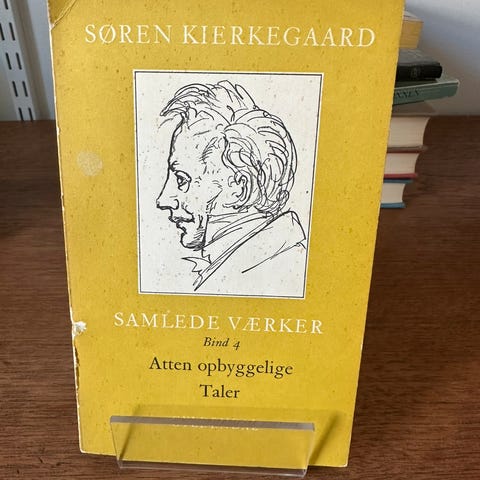 SØREN KIERKEGAARD
SAMLEDE VÆRKER
Bind 4
Atten opbyggelige
Taler